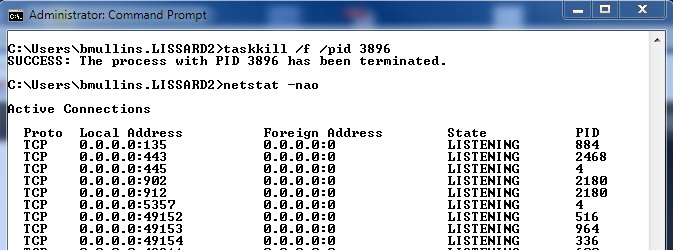 Administrator: Command Prompt
C:\Users\bmullins.LISSARD2>taskkill /f /pid 3896
SUCCESS: The process with PID 3896 has been terminated.
C:\Users\bmullins.LISSARD2>netstat -nao
Active Connections
Proto Local Address Foreign Address State PID
TCP 0.0.0.0:135 0.0.0.0:0 LISTENING 884
TCP 0.0.0.0:443 0.0.0.0:0 LISTENING 2468
TCP 0.0.0.0:445 0.0.0.0:0 LISTENING 4
TCP 0.0.0.0:902 0.0.0.0:0 LISTENING 2180
TCP 0.0.0.0:912 0.0.0.0:0 LISTENING 2180
TCP 0.0.0.0:5357 0.0.0.0:0 LISTENING 4
TCP 0.0.0.0:49152 0.0.0.0:0 LISTENING 516
TCP 0.0.0.0:49153 0.0.0.0:0 LISTENING 964
TCP 0.0.0.0:49154 0.0.0.0:0 LISTENING 336